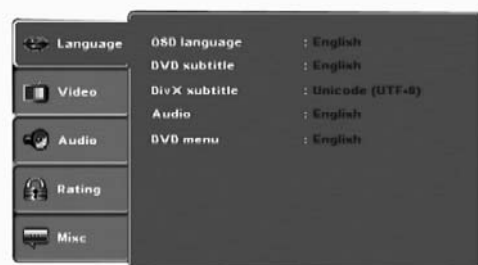 Language
Video
Audio
Rating
Misc
OSD language : English
DVD subtitle : English
DivX subtitle : Unicode (UTF-8)
Audio : English
DVD menu : English